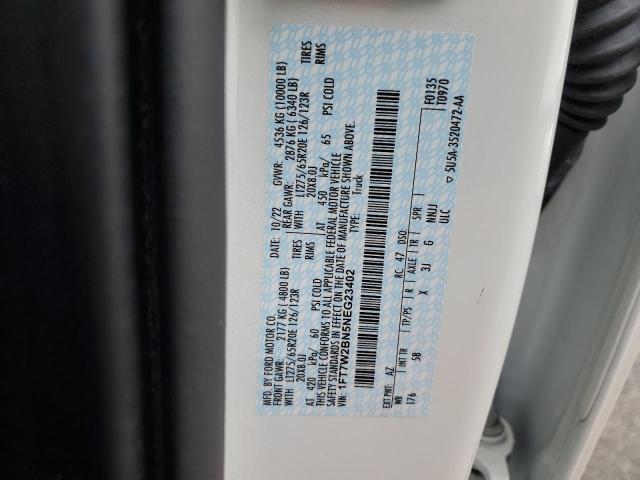 MFD. BY FORD MOTOR CO.
DATE: 10/22 GVWR: 4536 KG (10000 LB)
FRONT GAWR: 2177 KG (4800 LB) REAR GAWR: 2876 KG (6340 LB)
WITH LT275/65R20E 126/123R TIRES WITH LT275/65R20E 126/123R TIRES
20X8.0J RIMS 20X8.0J RIMS
AT 420 kPa/ 60 PSI COLD AT 450 kPa/ 65 PSI COLD
THIS VEHICLE CONFORMS TO ALL APPLICABLE FEDERAL MOTOR VEHICLE
SAFETY STANDARDS IN EFFECT ON THE DATE OF MANUFACTURE SHOWN ABOVE.
VIN: 1FT7W2BN5NEG23402 TYPE: Truck
F0135
T0970
EXT PNT: AZ RC: 47 DSO:
WB INT TR TP/PS R AXLE TR SPR
176 5B X 3J G MNJJ
ULC
5U5A-3520472-AA